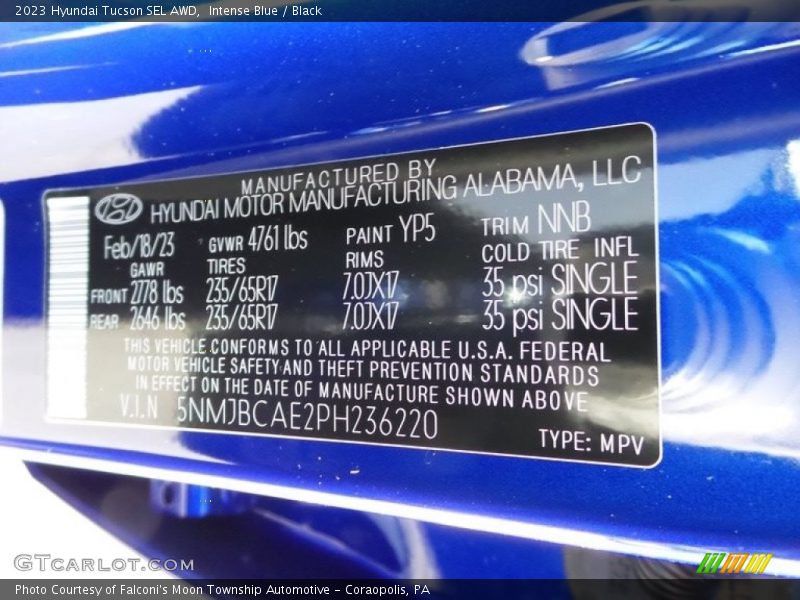 2023 Hyundai Tucson SEL AWD,  Intense Blue / Black
MANUFACTURED BY
HYUNDAI MOTOR MANUFACTURING ALABAMA, LLC
Feb/18/23 GVWR 4761 lbs PAINT YP5 TRIM NNB
GAWR TIRES RIMS COLD TIRE INFL
FRONT 2778 lbs 235/65R17 7.0JX17 35 psi SINGLE
REAR 2646 lbs 235/65R17 7.0JX17 35 psi SINGLE
THIS VEHICLE CONFORMS TO ALL APPLICABLE U.S.A. FEDERAL
MOTOR VEHICLE SAFETY AND THEFT PREVENTION STANDARDS
IN EFFECT ON THE DATE OF MANUFACTURE SHOWN ABOVE
V.I.N 5NMJBCAE2PH236220
TYPE: MPV
GTcarlot.com
Photo Courtesy of Falconi's Moon Township Automotive - Coraopolis, PA